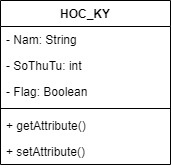 HOC_KY
- Nam: String
- SoThuTu: int
- Flag: Boolean
+ getAttribute()
+ setAttribute()